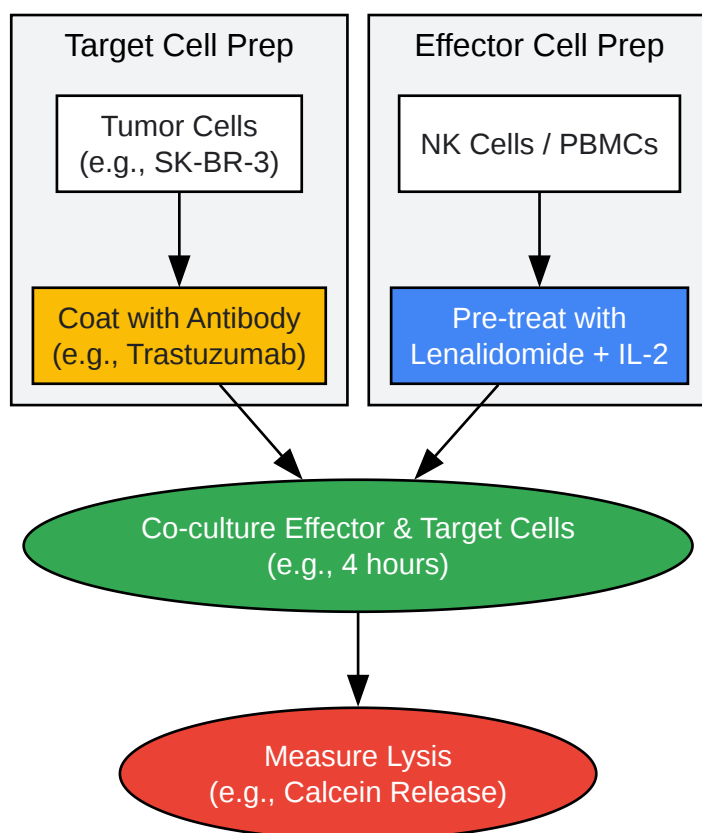 Target Cell Prep
Tumor Cells
(e.g., SK-BR-3)
Coat with Antibody
(e.g., Trastuzumab)
Effector Cell Prep
NK Cells / PBMCs
Pre-treat with
Lenalidomide + IL-2
Co-culture Effector & Target Cells
(e.g., 4 hours)
Measure Lysis
(e.g., Calcein Release)